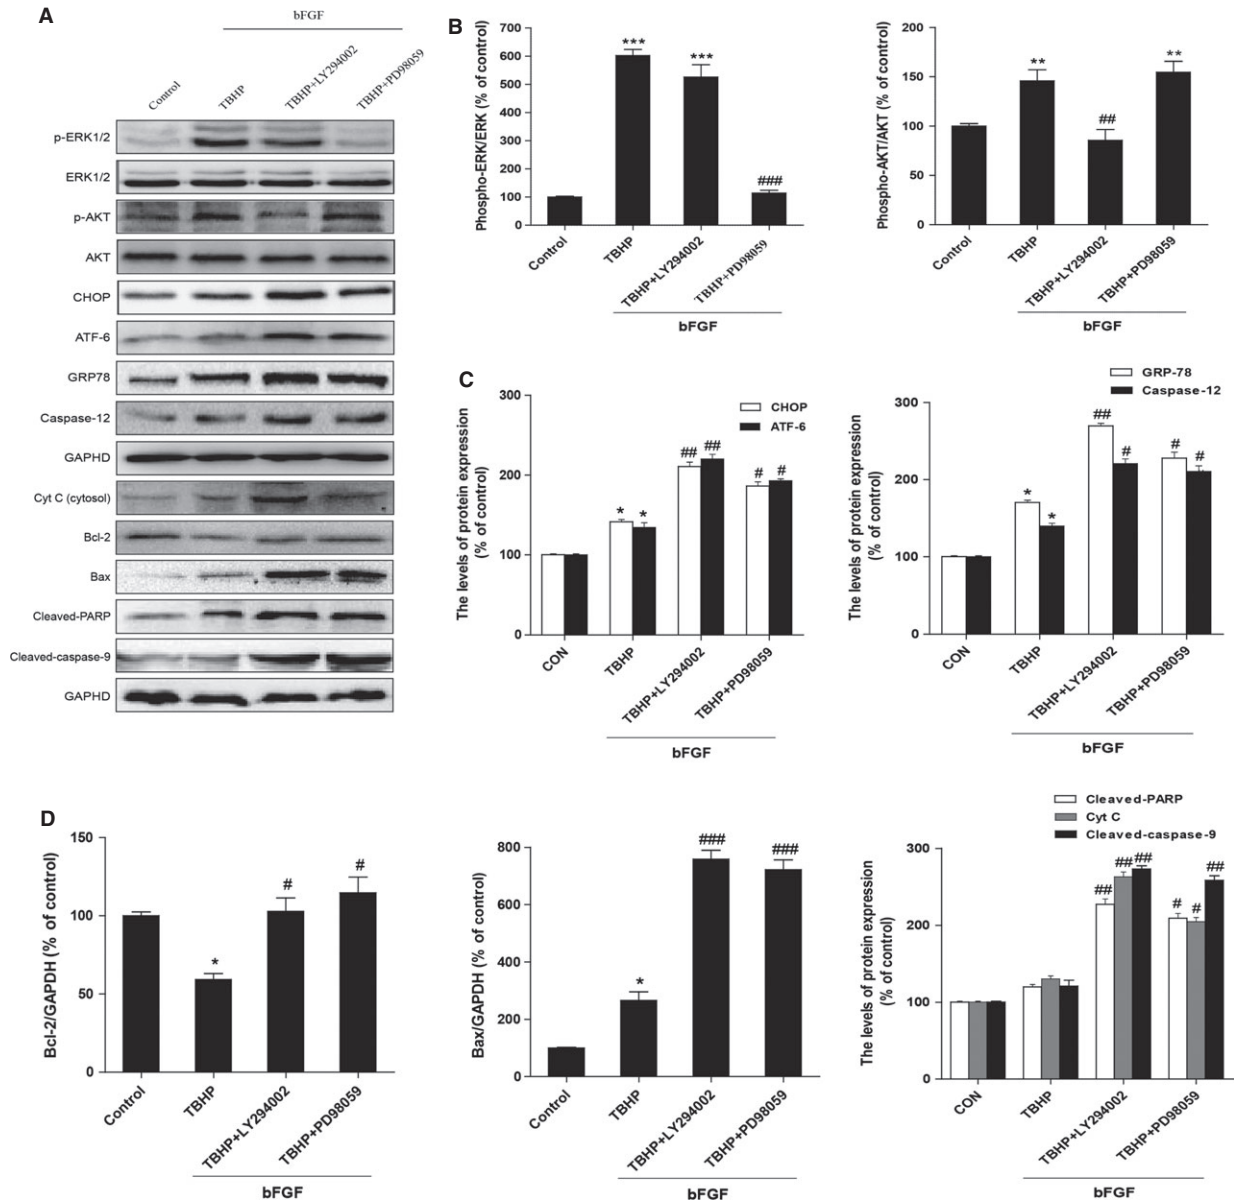 A
bFGF
Control
TBHP
TBHP+LY294002
TBHP+PD98059
p-ERK1/2
ERK1/2
p-AKT
AKT
CHOP
ATF-6
GRP78
Caspase-12
GAPHD
Cyt C (cytosol)
Bcl-2
Bax
Cleaved-PARP
Cleaved-caspase-9
GAPHD
B
Phospho-ERK/ERK (% of control)
700
600
500
400
300
200
100
0
***
***
###
Control
TBHP
TBHP+LY294002
TBHP+PD98059
bFGF
Phospho-AKT/AKT (% of control)
200
150
100
50
0
**
##
**
Control
TBHP
TBHP+LY294002
TBHP+PD98059
bFGF
C
The levels of protein expression
(% of control)
300
200
100
0
CHOP
ATF-6
* *
## ##
# #
CON
TBHP
TBHP+LY294002
TBHP+PD98059
bFGF
GRP-78
Caspase-12
The levels of protein expression
(% of control)
300
200
100
0
* *
## #
# #
CON
TBHP
TBHP+LY294002
TBHP+PD98059
bFGF
D
Bcl-2/GAPDH (% of control)
150
100
50
0
*
#
#
Control
TBHP
TBHP+LY294002
TBHP+PD98059
bFGF
Bax/GAPDH (% of control)
800
600
400
200
0
*
###
###
Control
TBHP
TBHP+LY294002
TBHP+PD98059
bFGF
Cleaved-PARP
Cyt C
Cleaved-caspase-9
The levels of protein expression
(% of control)
300
200
100
0
## ## ##
# # ##
CON
TBHP
TBHP+LY294002
TBHP+PD98059
bFGF